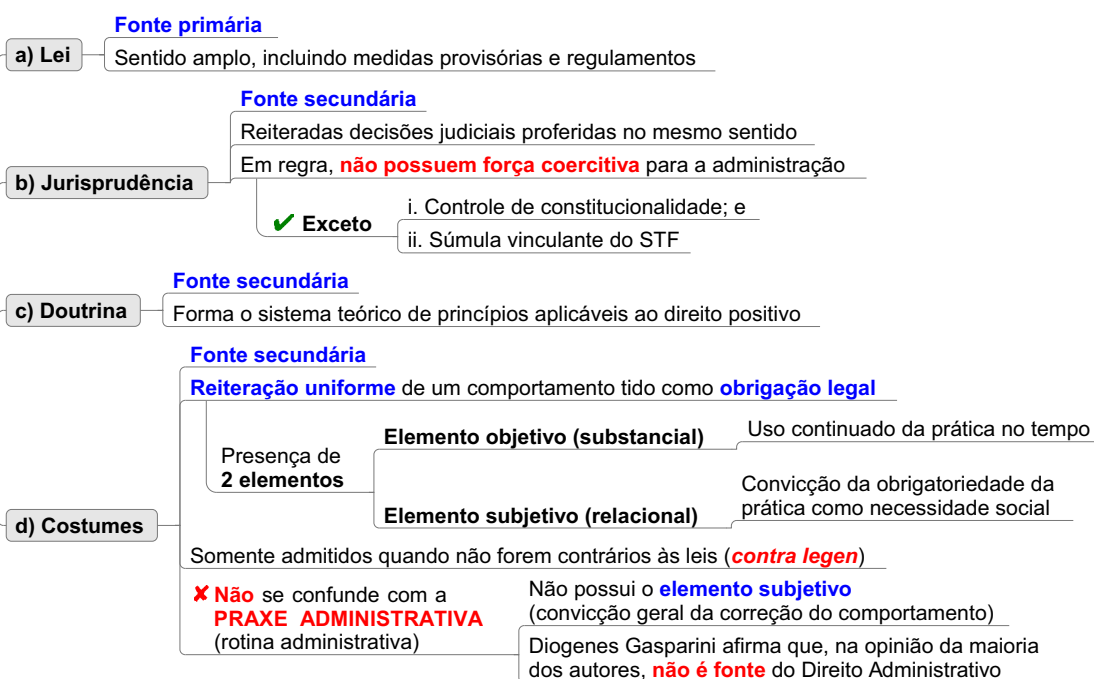 Fonte primária
a) Lei
Sentido amplo, incluindo medidas provisórias e regulamentos
Fonte secundária
Reiteradas decisões judiciais proferidas no mesmo sentido
b) Jurisprudência
Em regra, não possuem força coercitiva para a administração
✔ Exceto
i. Controle de constitucionalidade; e
ii. Súmula vinculante do STF
Fonte secundária
c) Doutrina
Forma o sistema teórico de princípios aplicáveis ao direito positivo
d) Costumes
Fonte secundária
Reiteração uniforme de um comportamento tido como obrigação legal
Presença de
2 elementos
Elemento objetivo (substancial)
Uso continuado da prática no tempo
Elemento subjetivo (relacional)
Convicção da obrigatoriedade da
prática como necessidade social
Somente admitidos quando não forem contrários às leis (contra legen)
✘ Não se confunde com a
PRAXE ADMINISTRATIVA
(rotina administrativa)
Não possui o elemento subjetivo
(convicção geral da correção do comportamento)
Diogenes Gasparini afirma que, na opinião da maioria
dos autores, não é fonte do Direito Administrativo